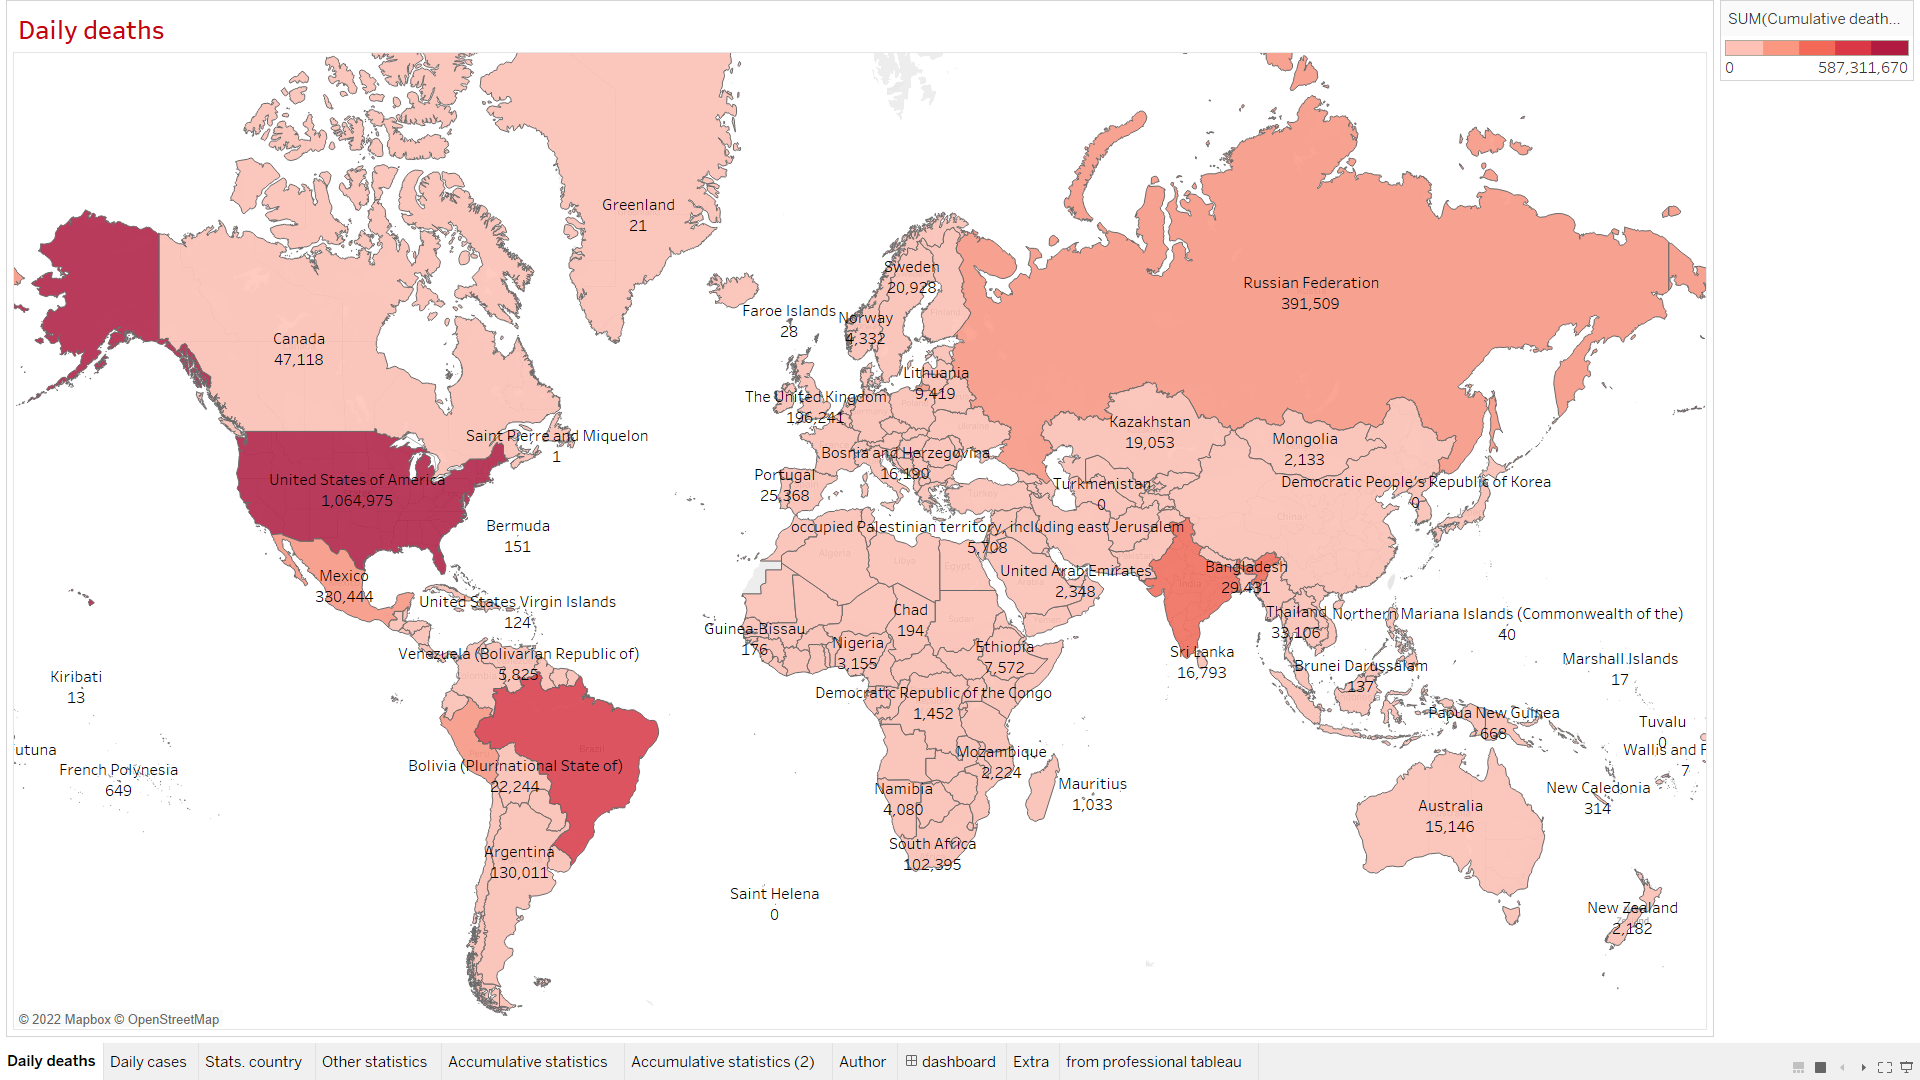 Daily deaths
SUM(Cumulative death...
0 587,311,670
Greenland
21
Sweden
20,928
Russian Federation
391,509
Faroe Islands
28
Norway
4,332
Canada
47,118
Lithuania
9,419
The United Kingdom
196,241
Kazakhstan
19,053
Saint Pierre and Miquelon
1
Mongolia
2,133
Bosnia and Herzegovina
16,190
Portugal
25,368
United States of America
1,064,975
Turkmenistan
0
Democratic People's Republic of Korea
0
Turkey
China
Bermuda
151
occupied Palestinian territory, including east Jerusalem
5,708
Algeria
Libya
Egypt
Mexico
330,444
United Arab Emirates
2,348
Bangladesh
29,431
United States Virgin Islands
124
Chad
194
Sudan
Thailand
33,106
Northern Mariana Islands (Commonwealth of the)
40
Guinea-Bissau
176
Nigeria
3,155
Ethiopia
7,572
Venezuela (Bolivarian Republic of)
5,825
Sri Lanka
16,793
Brunei Darussalam
137
Marshall Islands
17
Kiribati
13
Democratic Republic of the Congo
1,452
Papua New Guinea
668
Tuvalu
0
utuna
Wallis and F
7
Brazil
Mozambique
2,224
Bolivia (Plurinational State of)
22,244
French Polynesia
649
Namibia
4,080
Mauritius
1,033
New Caledonia
314
Australia
15,146
Argentina
130,011
South Africa
102,395
Saint Helena
0
New Zealand
2,182
© 2022 Mapbox © OpenStreetMap
Daily deaths Daily cases Stats. country Other statistics Accumulative statistics Accumulative statistics (2) Author dashboard Extra from professional tableau